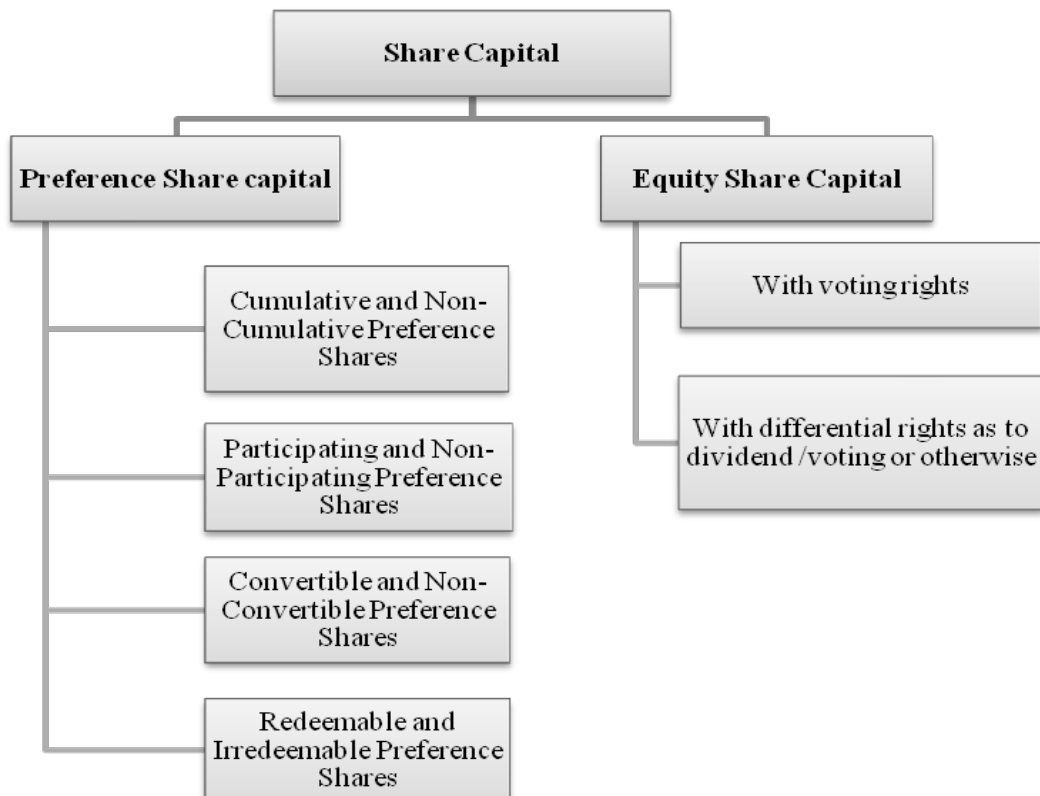 Share Capital
Preference Share capital
Equity Share Capital
Cumulative and Non-
Cumulative Preference
Shares
Participating and Non-
Participating Preference
Shares
Convertible and Non-
Convertible Preference
Shares
Redeemable and
Irredeemable Preference
Shares
With voting rights
With differential rights as to
dividend /voting or otherwise